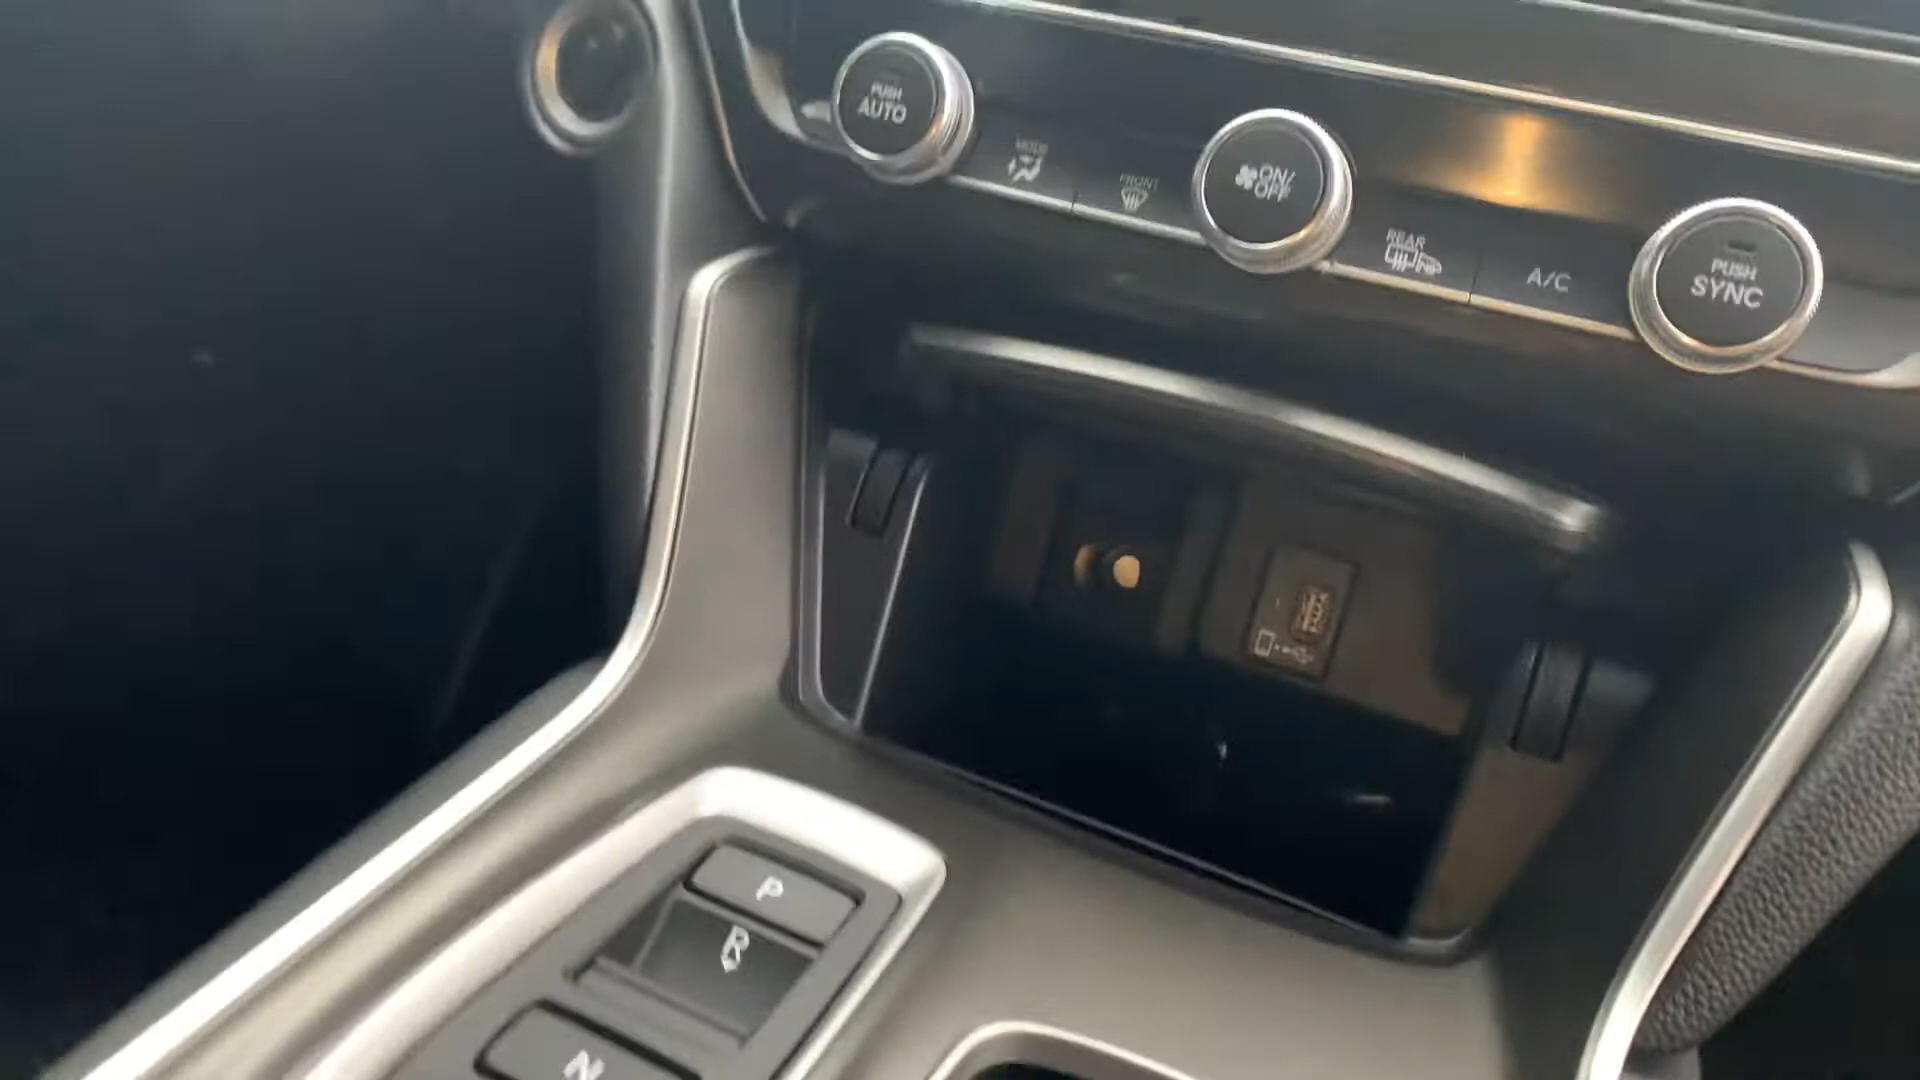 PUSH
AUTO
MODE
FRONT
ON/
OFF
REAR
A/C
PUSH
SYNC
P
R
N